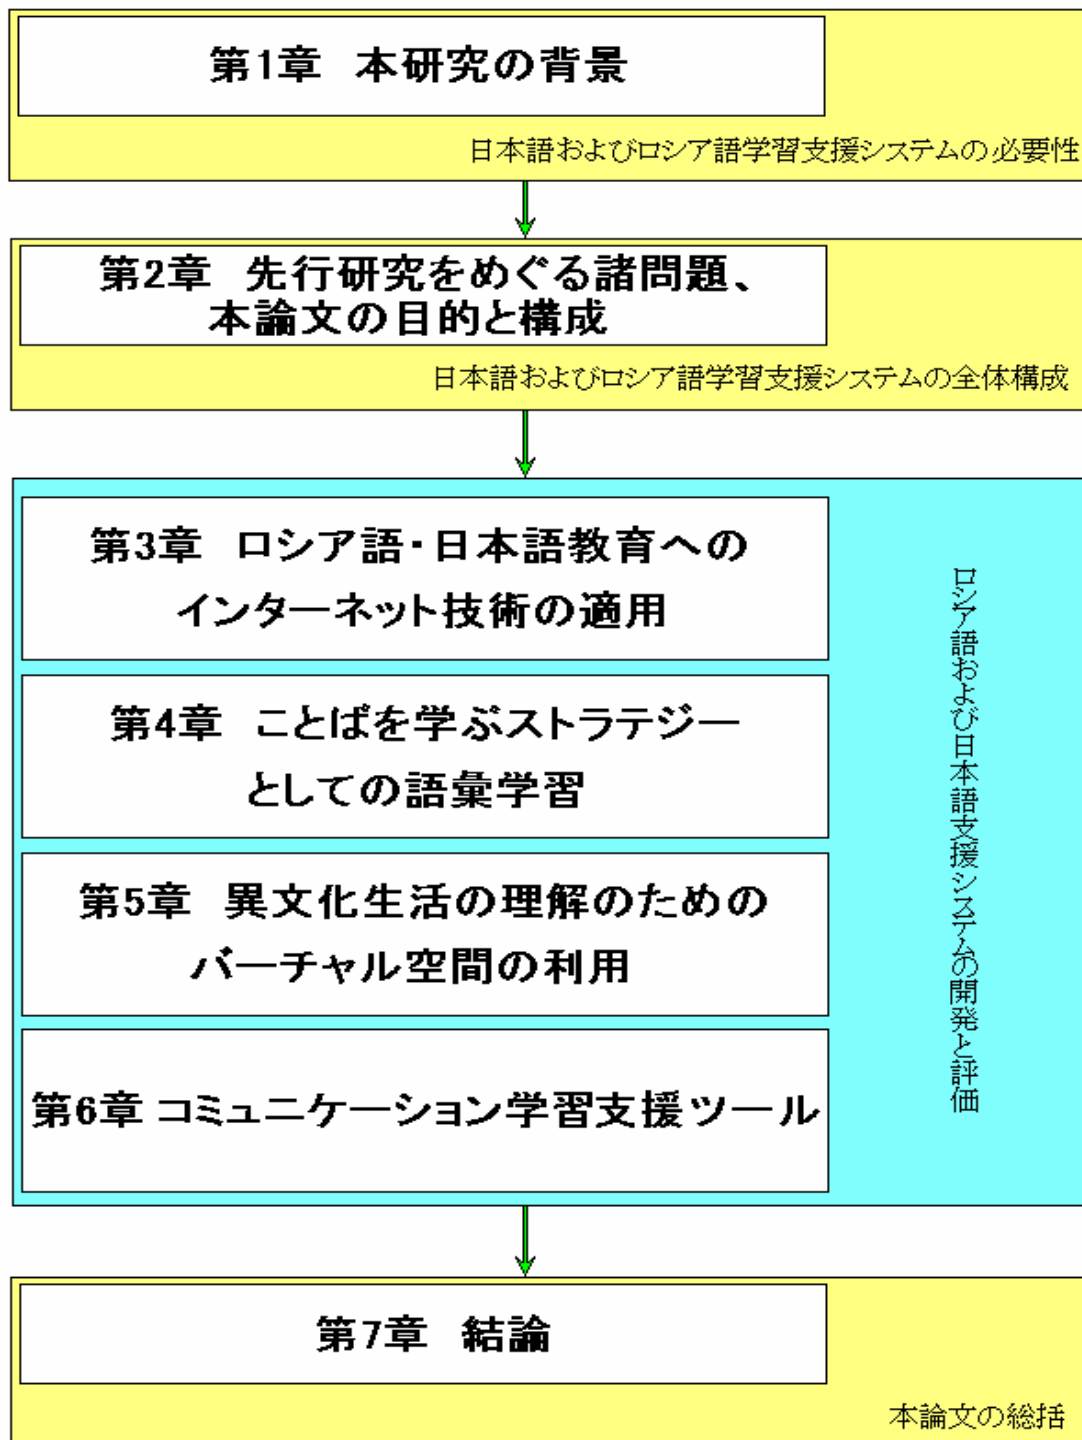 第1章 本研究の背景
日本語およびロシア語学習支援システムの必要性
第2章 先行研究をめぐる諸問題、
本論文の目的と構成
日本語およびロシア語学習支援システムの全体構成
第3章 ロシア語・日本語教育への
インターネット技術の適用
第4章 ことばを学ぶストラテジー
としての語彙学習
第5章 異文化生活の理解のための
バーチャル空間の利用
第6章 コミュニケーション学習支援ツール
ロシア語および日本語支援システムの開発と評価
第7章 結論
本論文の総括